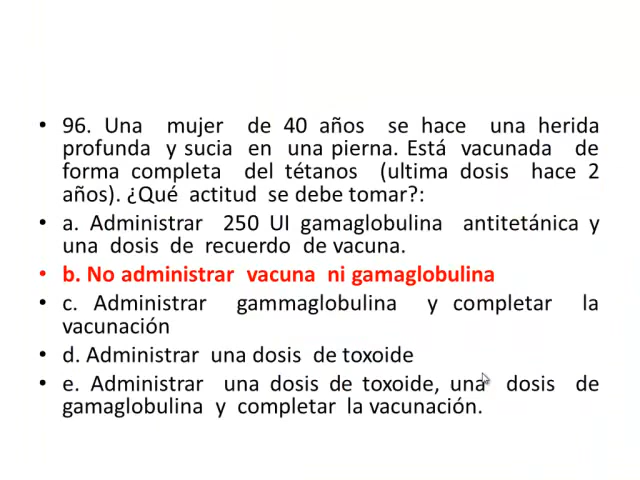 • 96. Una mujer de 40 años se hace una herida
profunda y sucia en una pierna. Está vacunada de
forma completa del tétanos (ultima dosis hace 2
años). ¿Qué actitud se debe tomar?:
• a. Administrar 250 UI gamaglobulina antitetánica y
una dosis de recuerdo de vacuna.
• b. No administrar vacuna ni gamaglobulina
• c. Administrar gammaglobulina y completar la
vacunación
• d. Administrar una dosis de toxoide
• e. Administrar una dosis de toxoide, una dosis de
gamaglobulina y completar la vacunación.